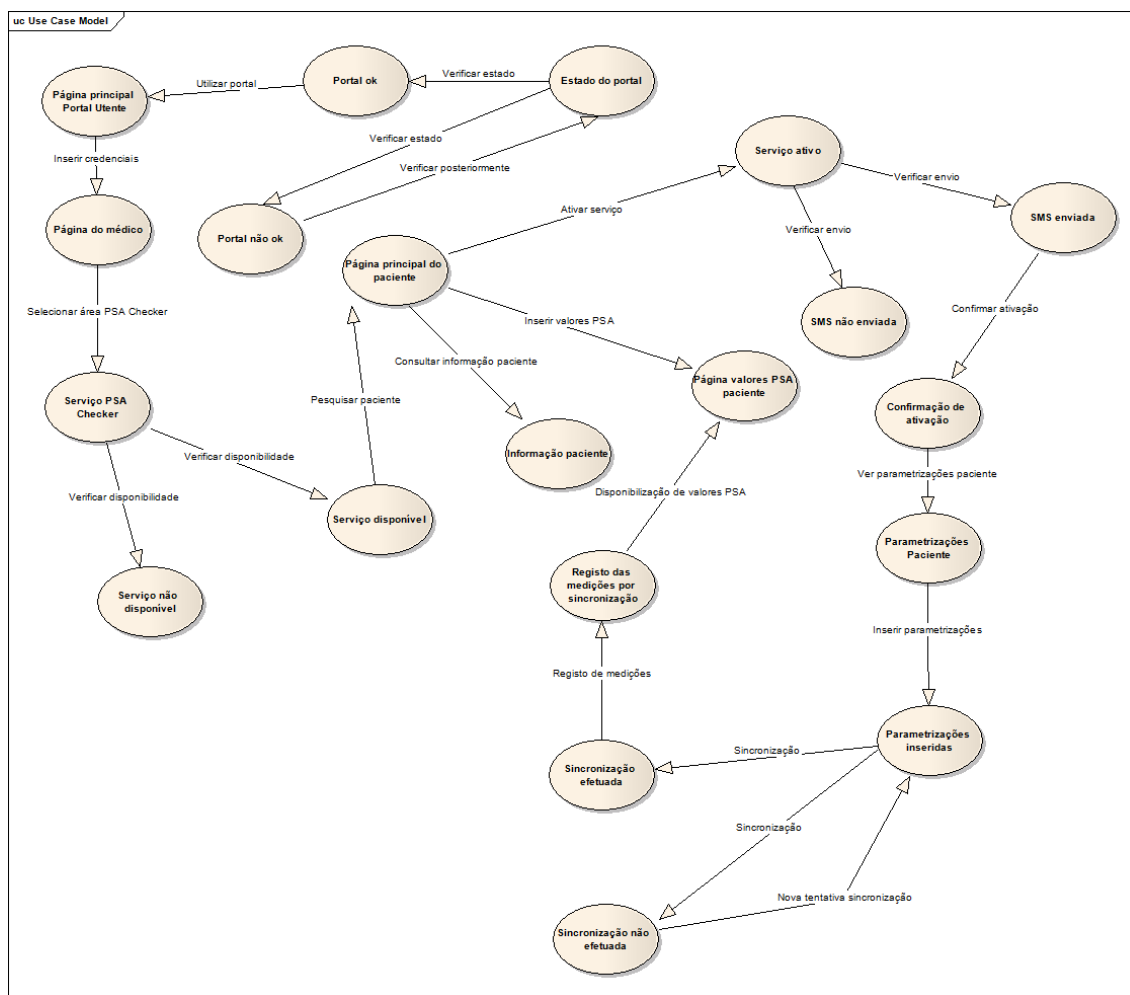 uc Use Case Model
Portal ok
Verificar estado
Estado do portal
Utilizar portal
Página principal
Portal Utente
Verificar estado
Inserir credenciais
Verificar posteriormente
Serviço ativo
Verificar envio
Página do médico
Portal não ok
Ativar serviço
SMS enviada
Verificar envio
Página principal do
paciente
Selecionar área PSA Checker
Inserir valores PSA
SMS não enviada
Confirmar ativação
Consultar informação paciente
Página valores PSA
paciente
Serviço PSA
Checker
Pesquisar paciente
Confirmação de
ativação
Verificar disponibilidade
Informação paciente
Ver parametrizações paciente
Verificar disponibilidade
Disponibilização de valores PSA
Serviço disponível
Parametrizações
Paciente
Registo das
medições por
sincronização
Serviço não
disponível
Inserir parametrizações
Registo de medições
Parametrizações
inseridas
Sincronização
Sincronização
efetuada
Sincronização
Nova tentativa sincronização
Sincronização não
efetuada